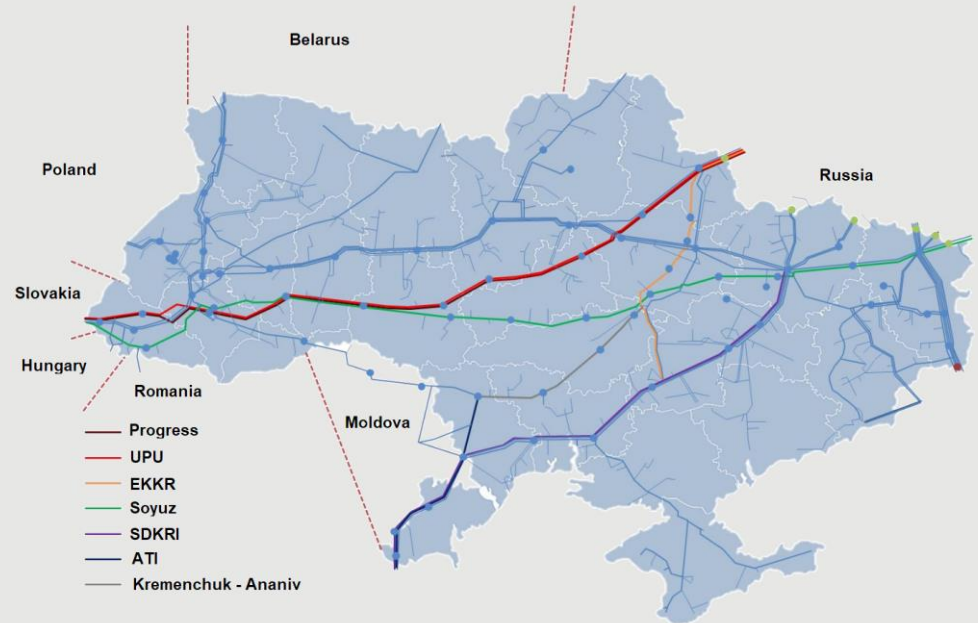 Belarus
Poland
Russia
Slovakia
Hungary
Romania
Moldova
Progress
UPU
EKKR
Soyuz
SDKRI
ATI
Kremenchuk - Ananiv